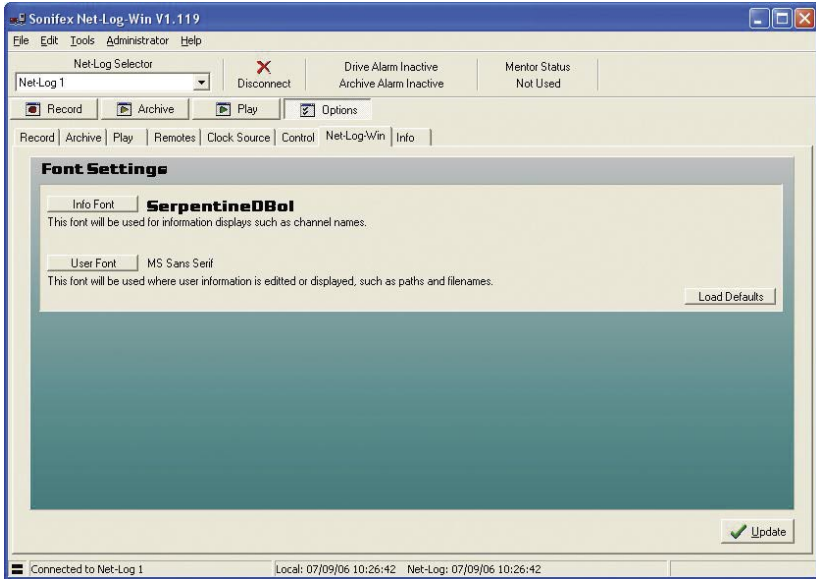 Sonifex Net-Log-Win V1.119
File Edit Tools Administrator Help
Net-Log Selector
Net-Log 1
Disconnect
Drive Alarm Inactive
Archive Alarm Inactive
Mentor Status
Not Used
Record Archive Play Options
Record Archive Play Remotes Clock Source Control Net-Log-Win Info
Font Settings
Info Font SerpentineDBol
This font will be used for information displays such as channel names.
User Font MS Sans Serif
This font will be used where user information is editted or displayed, such as paths and filenames.
Load Defaults
Update
Connected to Net-Log 1 Local: 07/09/06 10:26:42 Net-Log: 07/09/06 10:26:42